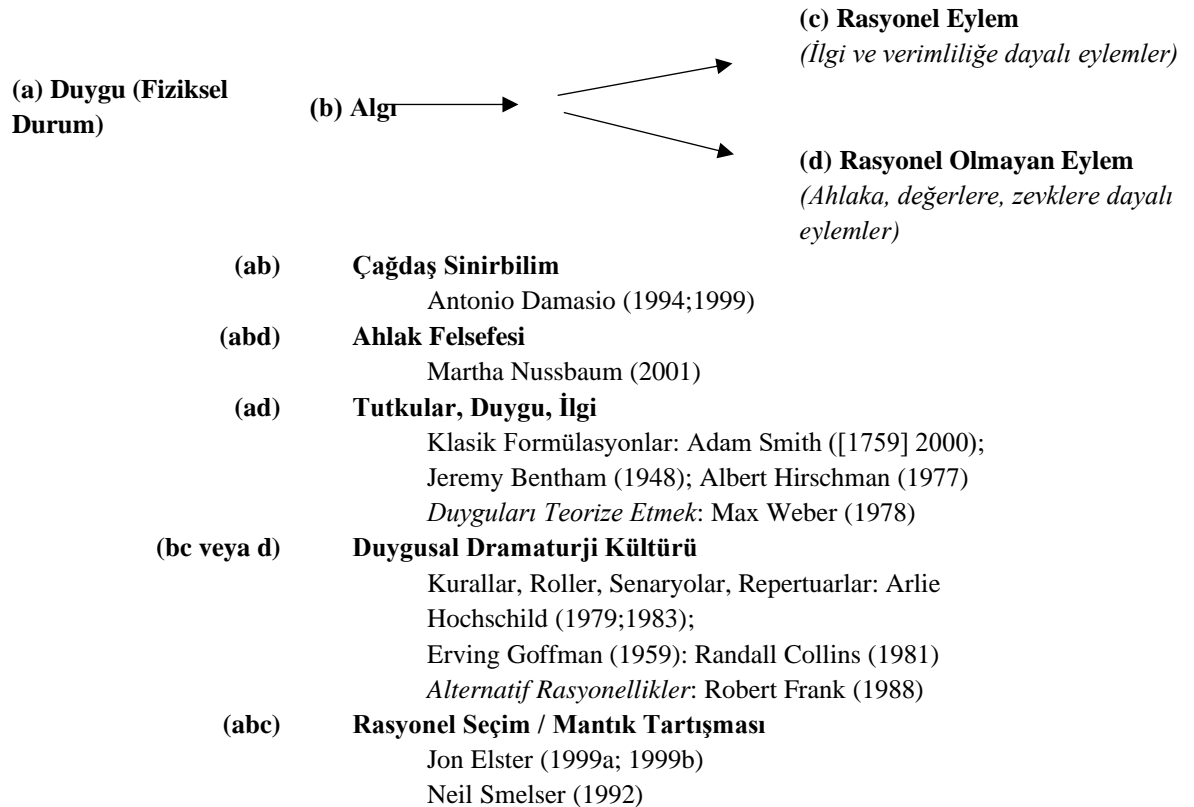 (c) Rasyonel Eylem
(İlgi ve verimliliğe dayalı eylemler)
(a) Duygu (Fiziksel
Durum)
(b) Algı
(d) Rasyonel Olmayan Eylem
(Ahlaka, değerlere, zevklere dayalı
eylemler)
(ab) Çağdaş Sinirbilim
Antonio Damasio (1994;1999)
(abd) Ahlak Felsefesi
Martha Nussbaum (2001)
(ad) Tutkular, Duygu, İlgi
Klasik Formülasyonlar: Adam Smith ([1759] 2000);
Jeremy Bentham (1948); Albert Hirschman (1977)
Duyguları Teorize Etmek: Max Weber (1978)
(bc veya d) Duygusal Dramaturji Kültürü
Kurallar, Roller, Senaryolar, Repertuarlar: Arlie
Hochschild (1979;1983);
Erving Goffman (1959): Randall Collins (1981)
Alternatif Rasyonellikler: Robert Frank (1988)
(abc) Rasyonel Seçim / Mantık Tartışması
Jon Elster (1999a; 1999b)
Neil Smelser (1992)